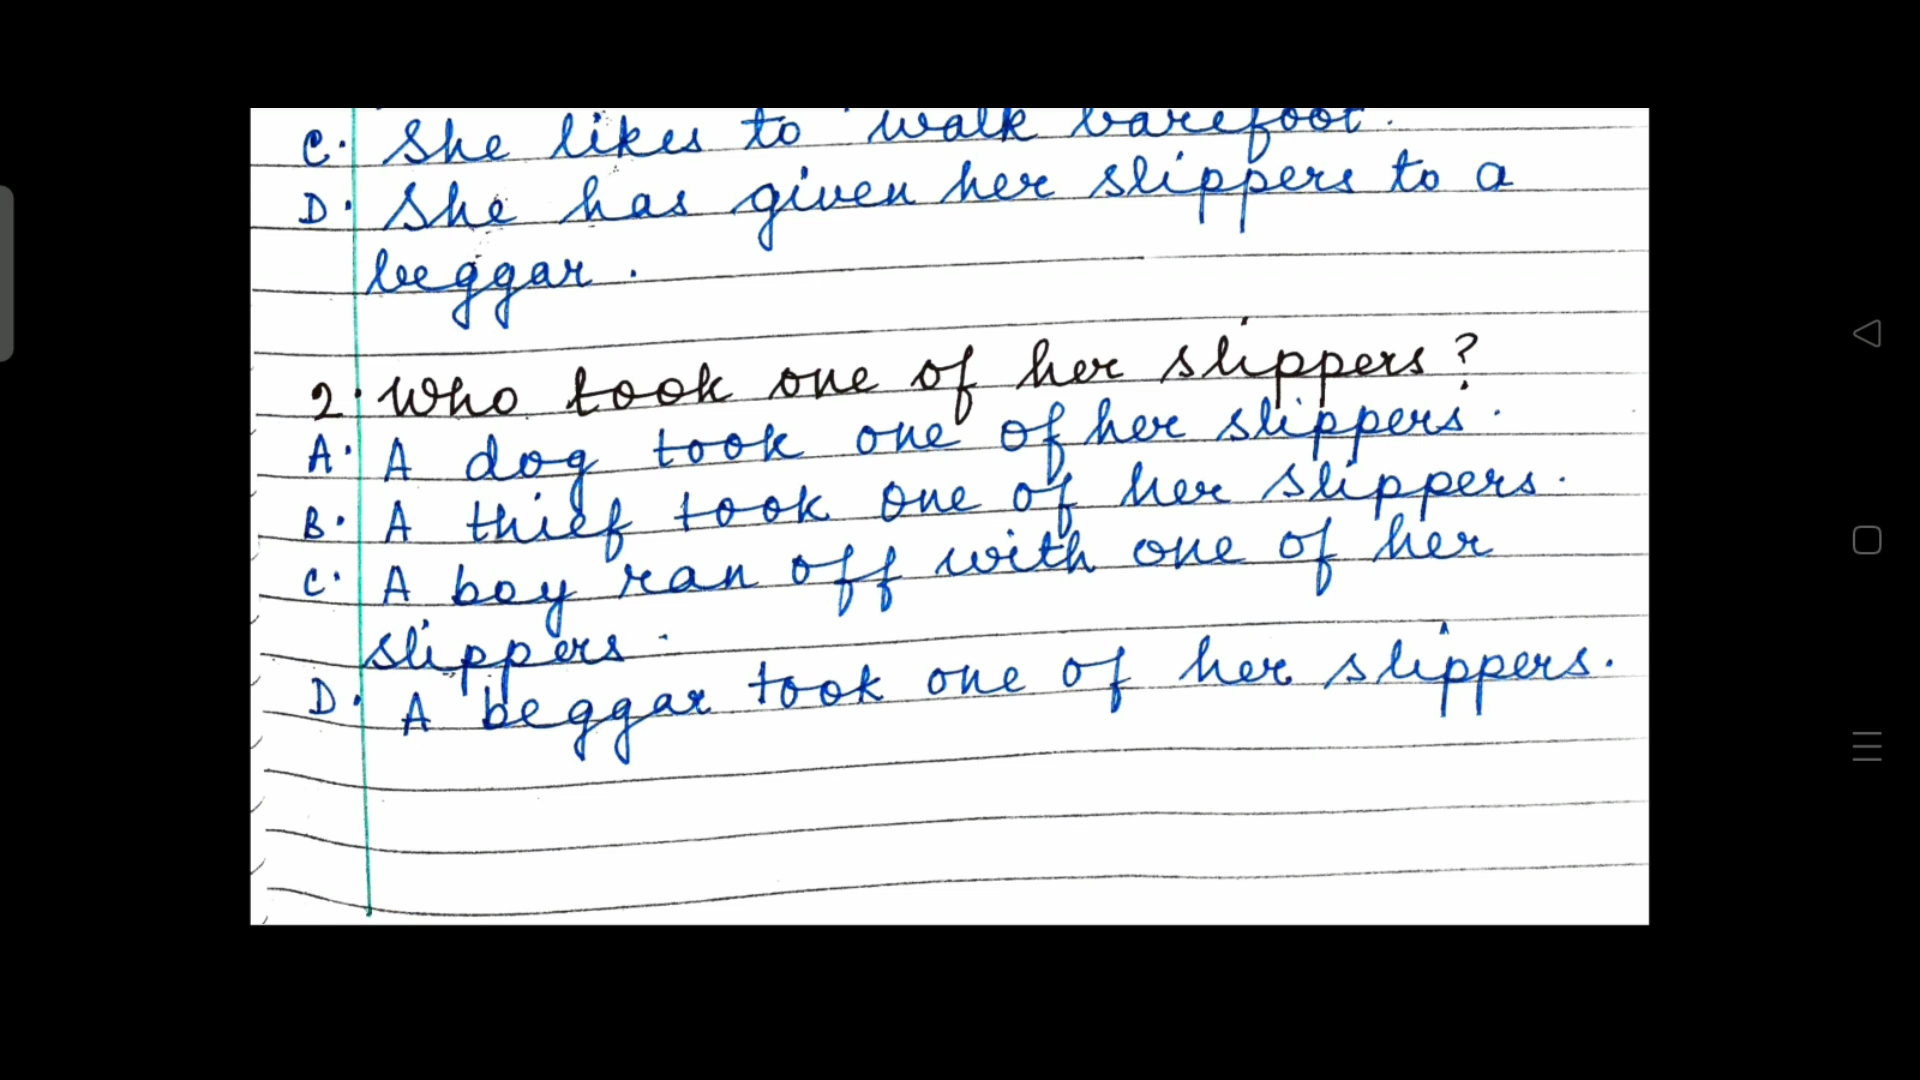 C. She likes to walk barefoot.
D. She has given her slippers to a
beggar.
2. Who took one of her slippers?
A. A dog took one of her slippers.
B. A thief took one of her slippers.
C. A boy ran off with one of her
slippers.
D. A beggar took one of her slippers.